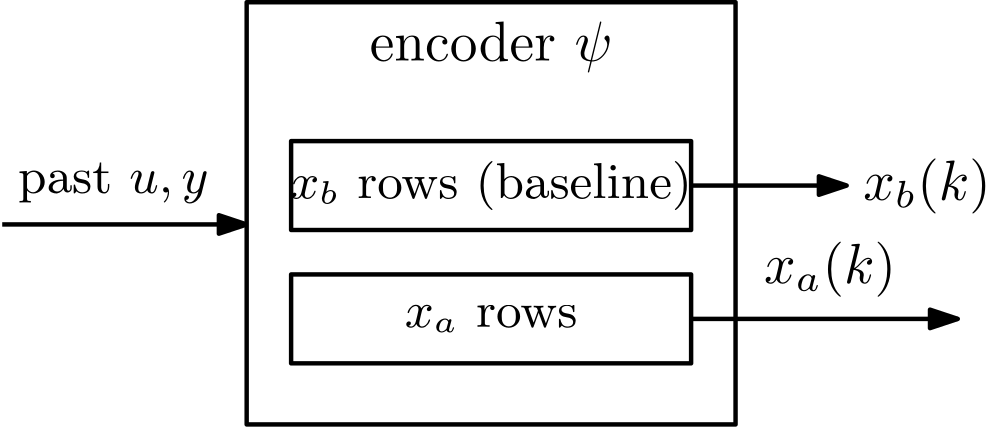 encoder ψ
past u, y
x_b rows (baseline)
x_b(k)
x_a(k)
x_a rows